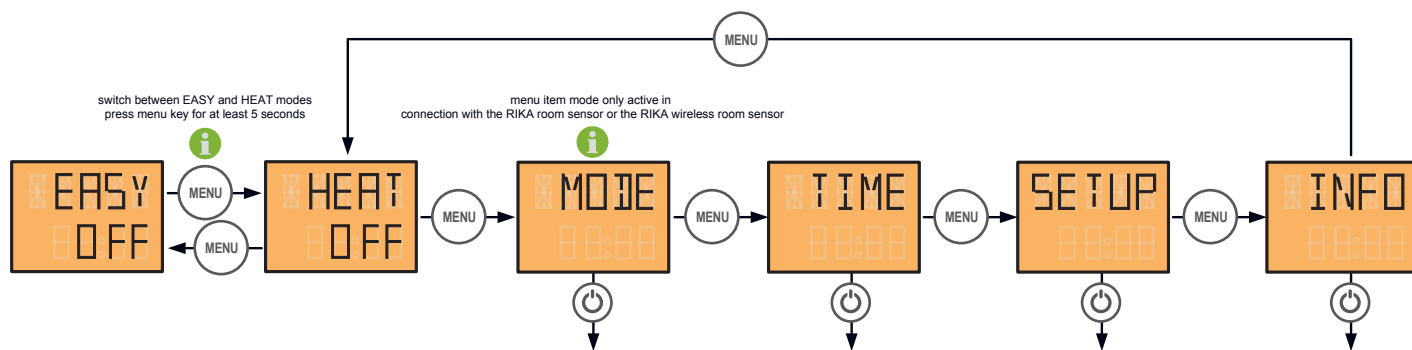 MENU
switch between EASY and HEAT modes
press menu key for at least 5 seconds
menu item mode only active in
connection with the RIKA room sensor or the RIKA wireless room sensor
i
i
EASY
OFF
MENU
MENU
HEAT
OFF
MENU
MODE
MENU
TIME
MENU
SETUP
MENU
INFO